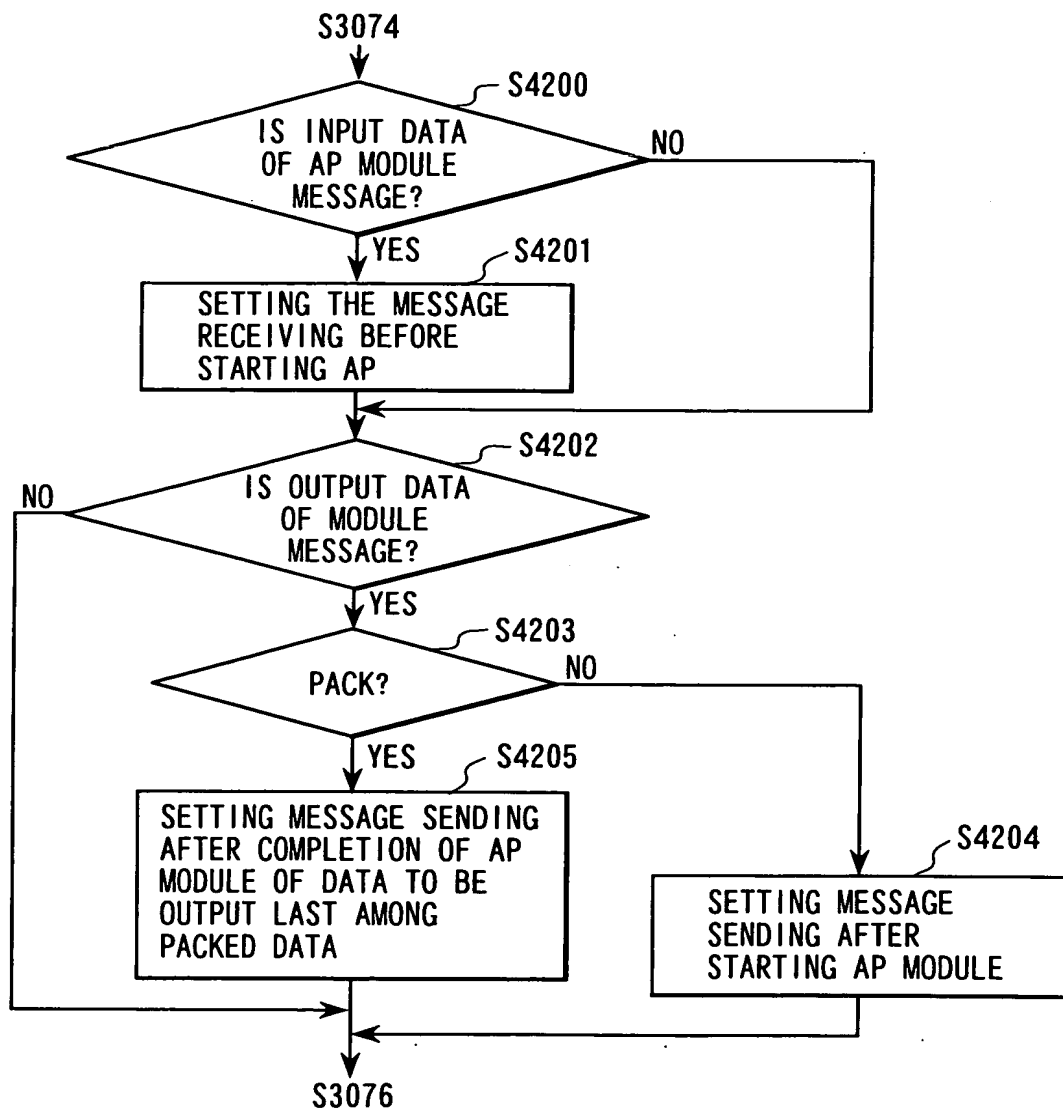 S3074
S4200
IS INPUT DATA
OF AP MODULE
MESSAGE?
NO
YES
S4201
SETTING THE MESSAGE
RECEIVING BEFORE
STARTING AP
S4202
NO
IS OUTPUT DATA
OF MODULE
MESSAGE?
YES
S4203
PACK?
NO
YES
S4205
SETTING MESSAGE SENDING
AFTER COMPLETION OF AP
MODULE OF DATA TO BE
OUTPUT LAST AMONG
PACKED DATA
S4204
SETTING MESSAGE
SENDING AFTER
STARTING AP MODULE
S3076